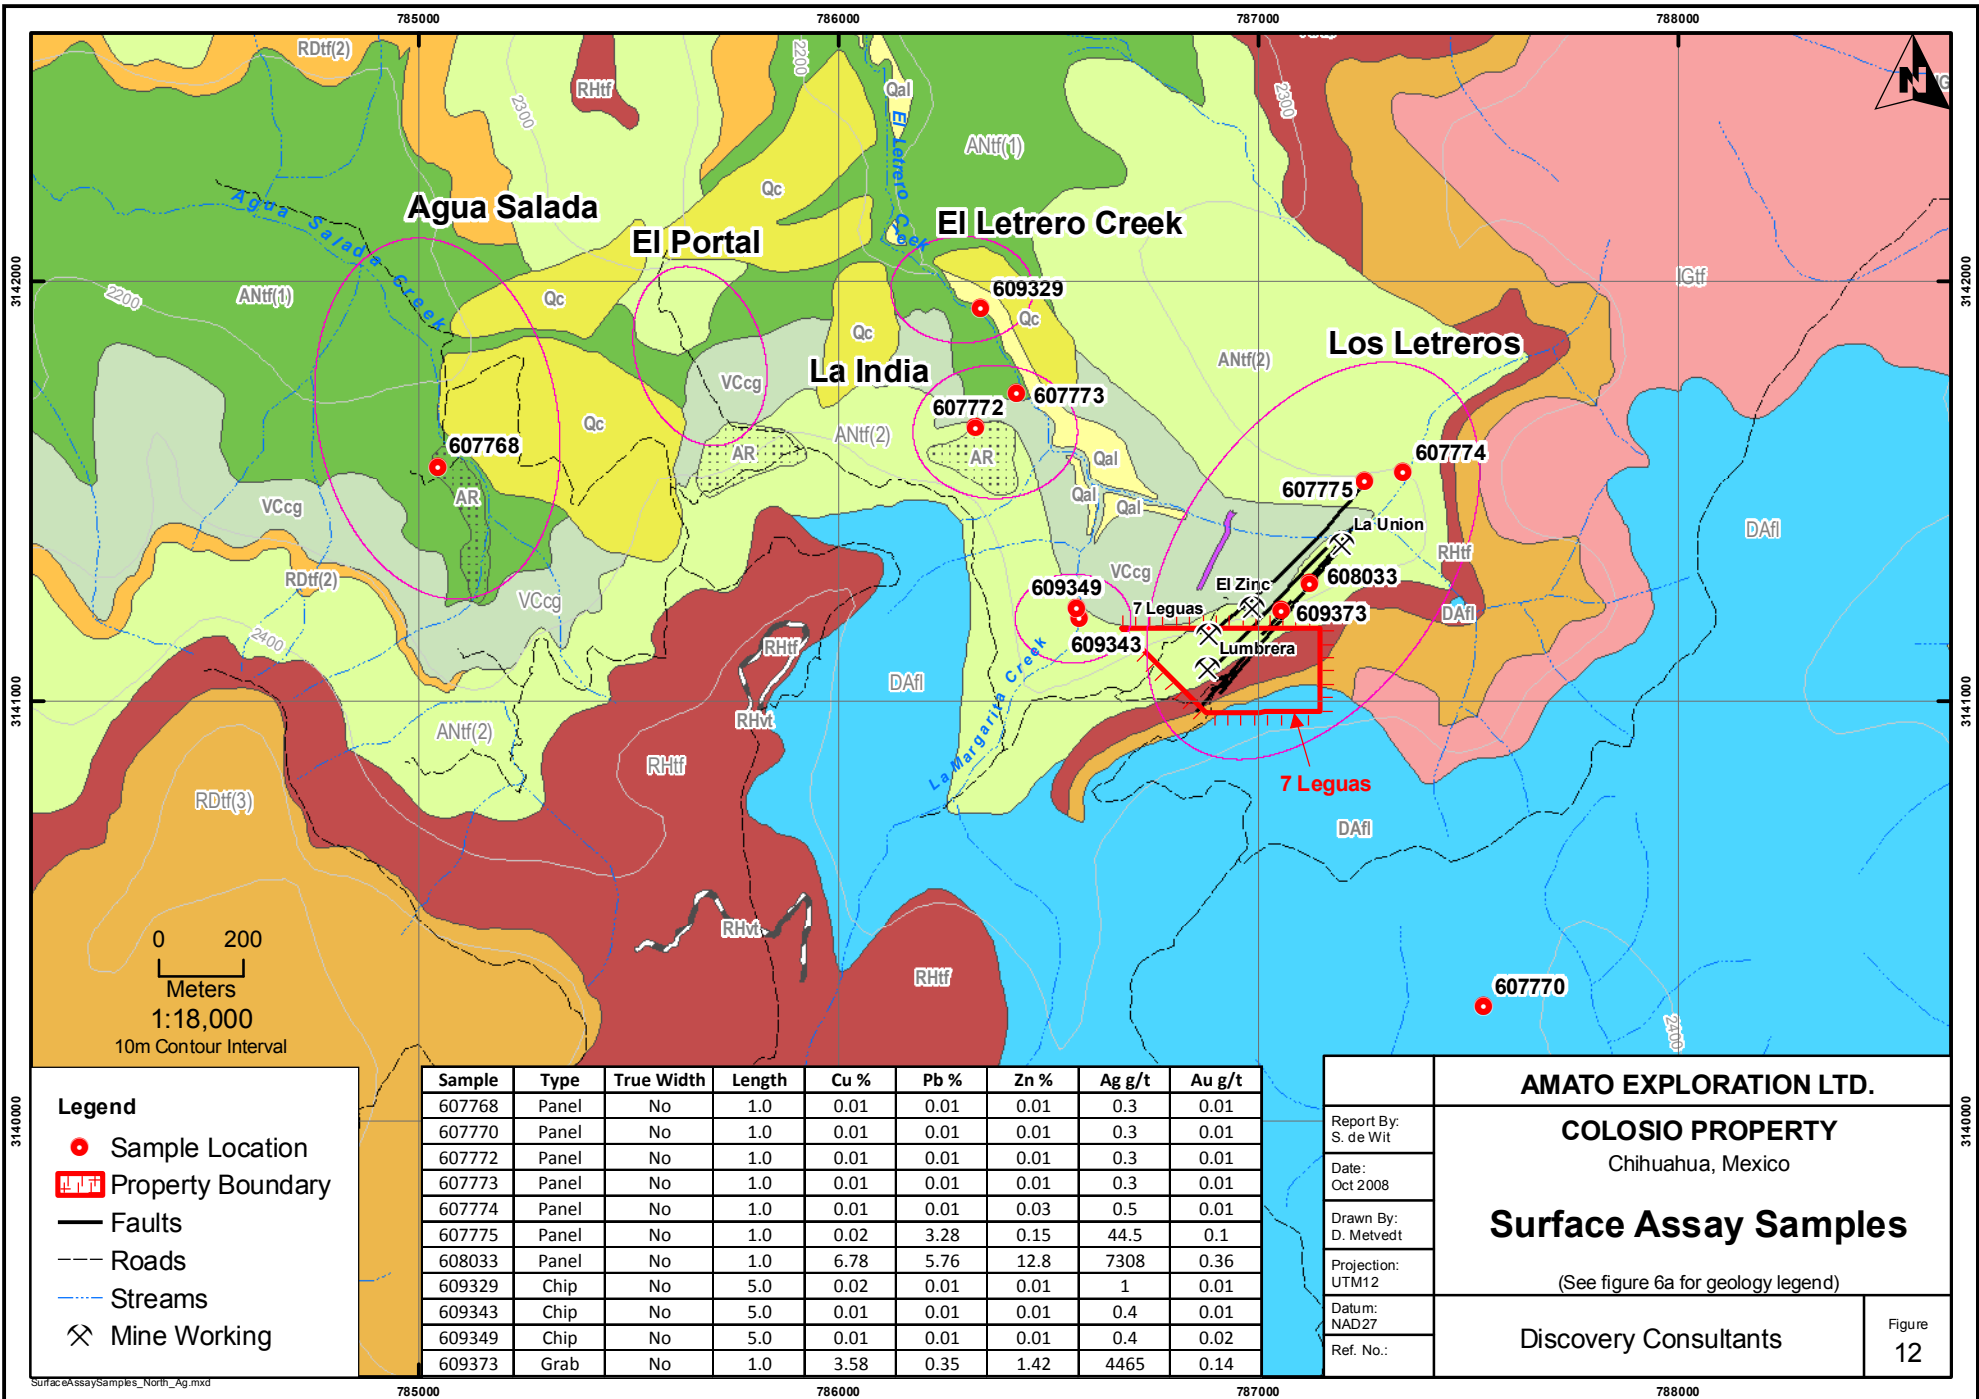 785000 786000 787000 788000
3142000
3141000
3140000
3142000
3141000
3140000
N
RDtf(2)
RHtf
2300
2200
Qal
El Letrero Creek
ANtf(1)
2300
Qc
Agua Salada
El Portal
El Letrero Creek
Agua Salada Creek
2200
ANtf(1)
Qc
609329
Qc
Qc
IGtf
Los Letreros
ANtf(2)
La India
VCcg
607773
607772
ANtf(2)
Qc
AR
AR
Qal
607768
607774
607775
AR
VCcg
Qal
Qal
La Union
DAfl
RHtf
RDtf(2)
VCcg
VCcg
El Zinc
608033
609349
7 Leguas
609373
DAfl
609343
Lumbrera
2400
RHtf
La Margarita Creek
DAfl
RHvt
ANtf(2)
RHtf
7 Leguas
RDtf(3)
DAfl
RHvt
RHtf
607770
2400
0 200
Meters
1:18,000
10m Contour Interval
Legend
Sample Location
Property Boundary
Faults
Roads
Streams
Mine Working
Sample Type True Width Length Cu % Pb % Zn % Ag g/t Au g/t
607768 Panel No 1.0 0.01 0.01 0.01 0.3 0.01
607770 Panel No 1.0 0.01 0.01 0.01 0.3 0.01
607772 Panel No 1.0 0.01 0.01 0.01 0.3 0.01
607773 Panel No 1.0 0.01 0.01 0.01 0.3 0.01
607774 Panel No 1.0 0.01 0.01 0.03 0.5 0.01
607775 Panel No 1.0 0.02 3.28 0.15 44.5 0.1
608033 Panel No 1.0 6.78 5.76 12.8 7308 0.36
609329 Chip No 5.0 0.02 0.01 0.01 1 0.01
609343 Chip No 5.0 0.01 0.01 0.01 0.4 0.01
609349 Chip No 5.0 0.01 0.01 0.01 0.4 0.02
609373 Grab No 1.0 3.58 0.35 1.42 4465 0.14
AMATO EXPLORATION LTD.
Report By:
S. de Wit
COLOSIO PROPERTY
Chihuahua, Mexico
Date:
Oct 2008
Drawn By:
D. Metvedt
Surface Assay Samples
Projection:
UTM12
(See figure 6a for geology legend)
Datum:
NAD27
Ref. No.:
Discovery Consultants
Figure
12
SurfaceAssaySamples_North_Ag.mxd
785000 786000 787000 788000